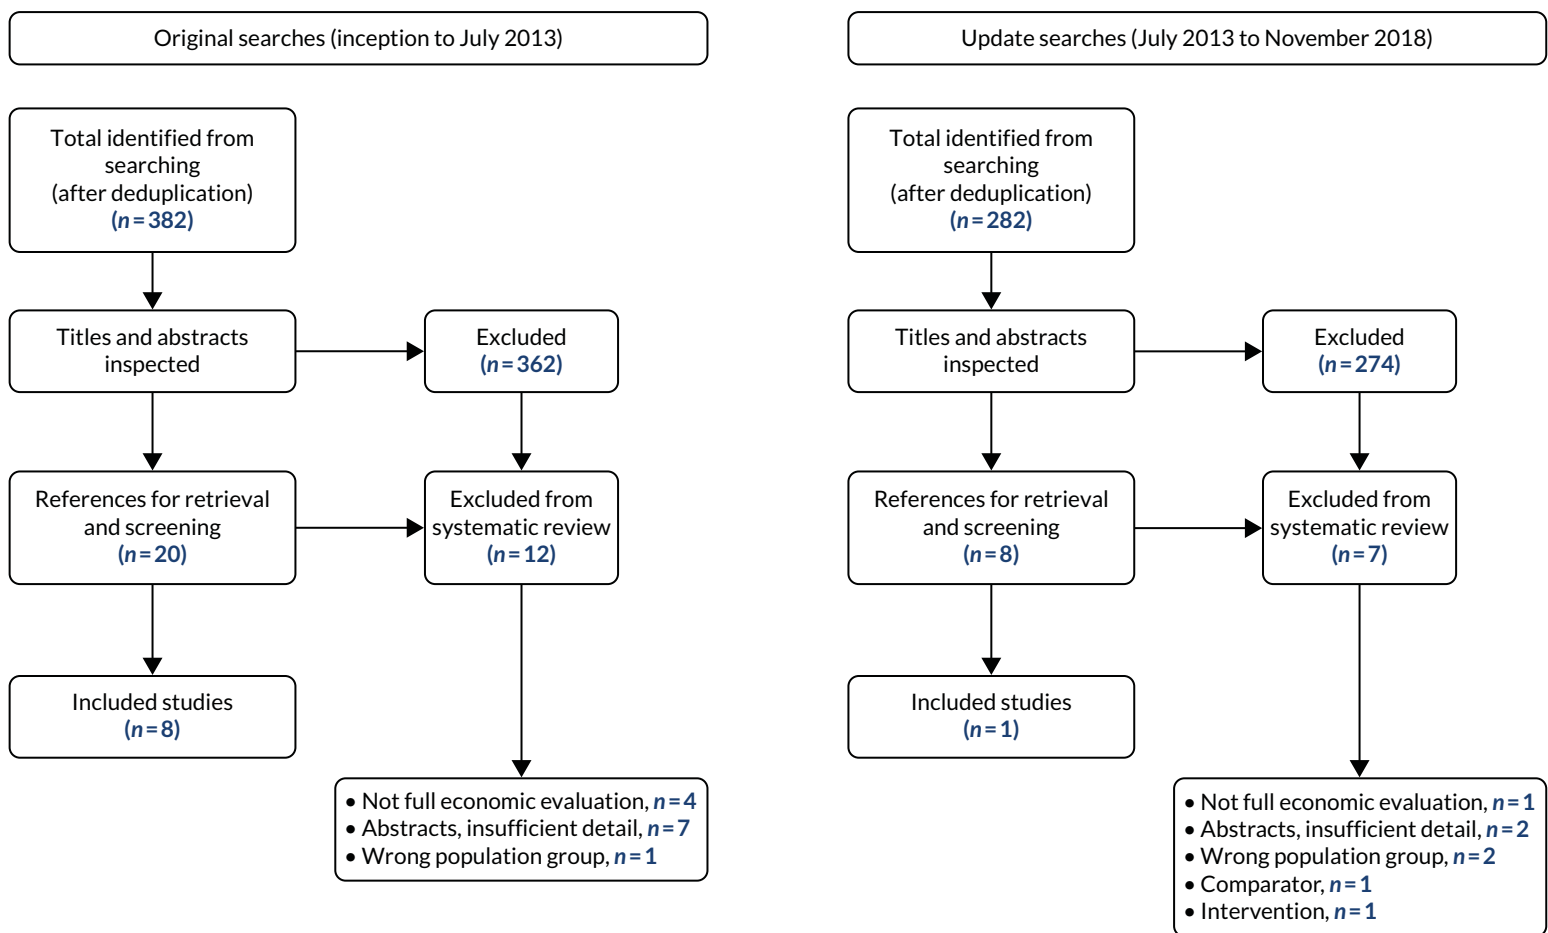 Original searches (inception to July 2013)
Total identified from
searching
(after deduplication)
(n=382)
Titles and abstracts
inspected
Excluded
(n=362)
References for retrieval
and screening
(n=20)
Excluded from
systematic review
(n=12)
Included studies
(n=8)
• Not full economic evaluation, n=4
• Abstracts, insufficient detail, n=7
• Wrong population group, n=1
Update searches (July 2013 to November 2018)
Total identified from
searching
(after deduplication)
(n=282)
Titles and abstracts
inspected
Excluded
(n=274)
References for retrieval
and screening
(n=8)
Excluded from
systematic review
(n=7)
Included studies
(n=1)
• Not full economic evaluation, n=1
• Abstracts, insufficient detail, n=2
• Wrong population group, n=2
• Comparator, n=1
• Intervention, n=1